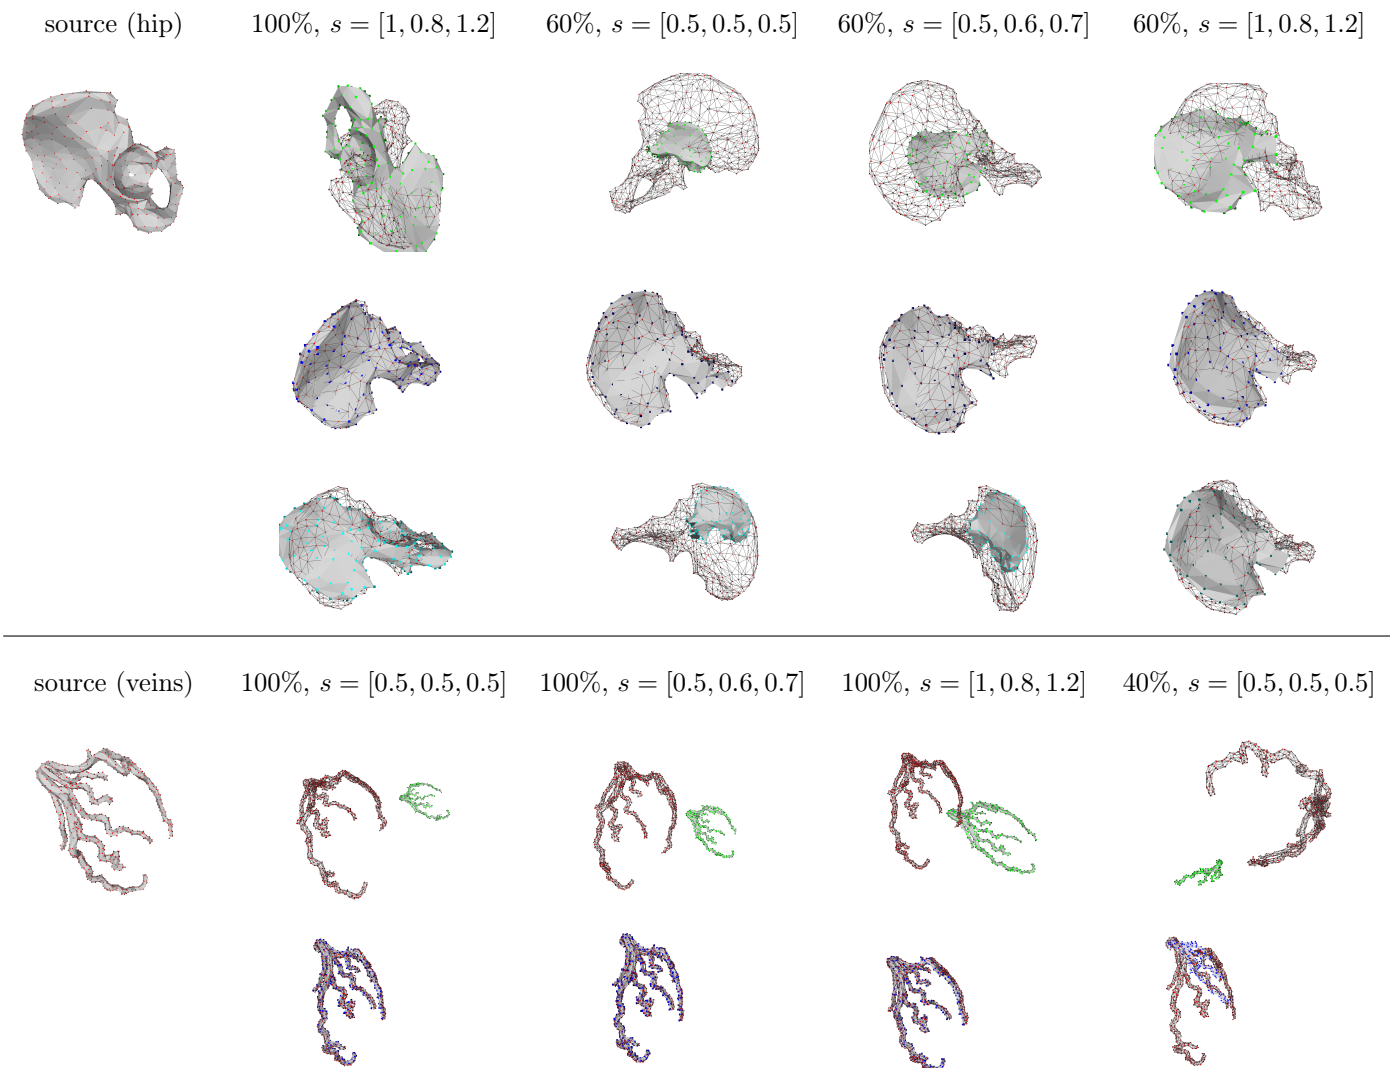 source (hip) 100%, s = [1, 0.8, 1.2] 60%, s = [0.5, 0.5, 0.5] 60%, s = [0.5, 0.6, 0.7] 60%, s = [1, 0.8, 1.2]
source (veins) 100%, s = [0.5, 0.5, 0.5] 100%, s = [0.5, 0.6, 0.7] 100%, s = [1, 0.8, 1.2] 40%, s = [0.5, 0.5, 0.5]